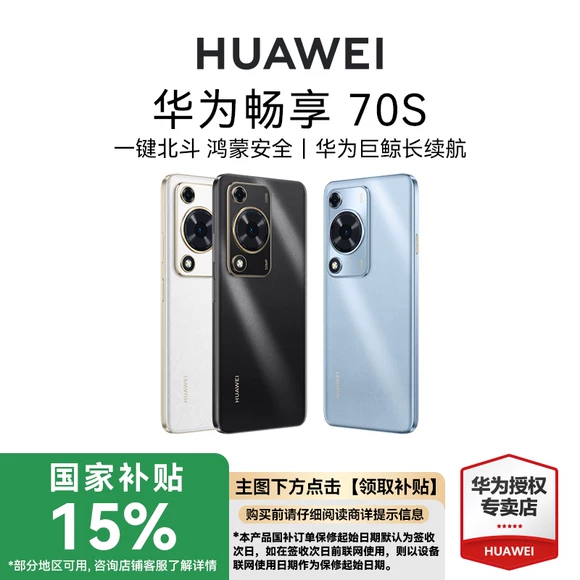 HUAWEI
华为畅享 70S
一键北斗 鸿蒙安全 | 华为巨鲸长续航
HUAWEI
HUAWEI
HUAWEI
国家补贴
15%
*部分地区可用,咨询店铺客服了解详情
主图下方点击【领取补贴】
购买前请仔细阅读商详提示信息
*本产品国补订单保修起始日期默认为签收
次日，如在签收次日前联网使用，则以设备
联网使用日期作为保修起始日期。
华为授权
专卖店
HUAWEI